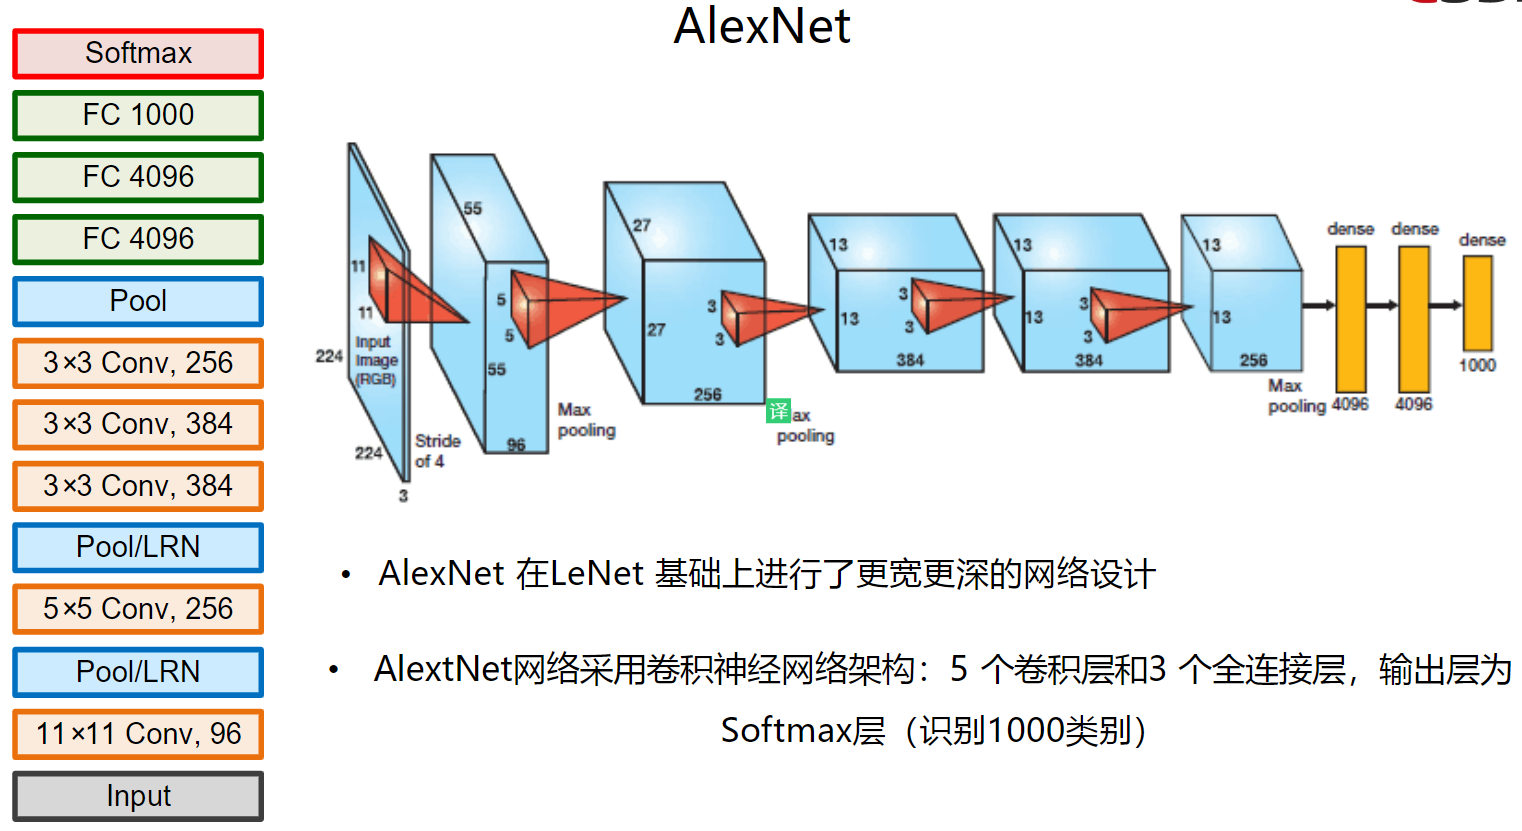 AlexNet
Softmax
FC 1000
FC 4096
FC 4096
Pool
3×3 Conv, 256
3×3 Conv, 384
3×3 Conv, 384
Pool/LRN
5×5 Conv, 256
Pool/LRN
11×11 Conv, 96
Input
11
11
Input
Image
(RGB)
224
224
3
Stride
of 4
55
5
5
55
96
Max
pooling
27
3
3
27
256
译
ax
pooling
13
3
3
13
384
13
3
3
13
384
13
13
256
Max
pooling
dense
4096
dense
4096
dense
1000
• AlexNet 在LeNet 基础上进行了更宽更深的网络设计
• AlextNet网络采用卷积神经网络架构：5 个卷积层和3 个全连接层，输出层为
Softmax层（识别1000类别）